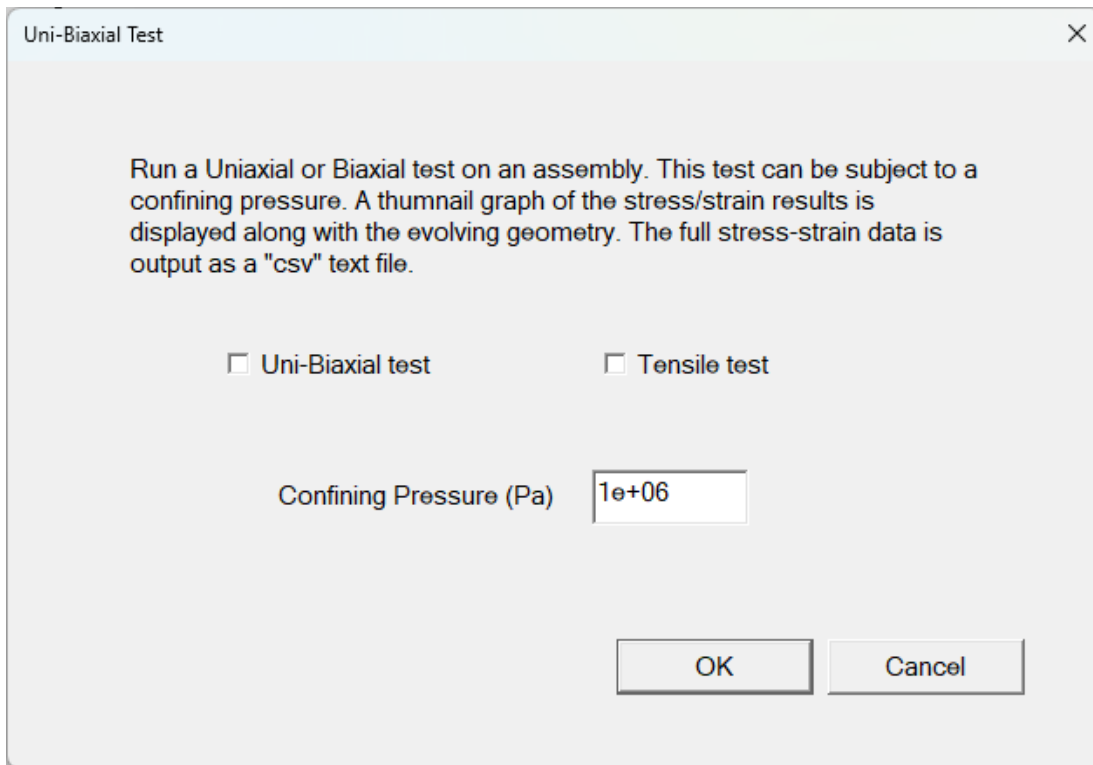 Uni-Biaxial Test
Run a Uniaxial or Biaxial test on an assembly. This test can be subject to a
confining pressure. A thumnail graph of the stress/strain results is
displayed along with the evolving geometry. The full stress-strain data is
output as a "csv" text file.
Uni-Biaxial test Tensile test
Confining Pressure (Pa) 1e+06
OK Cancel